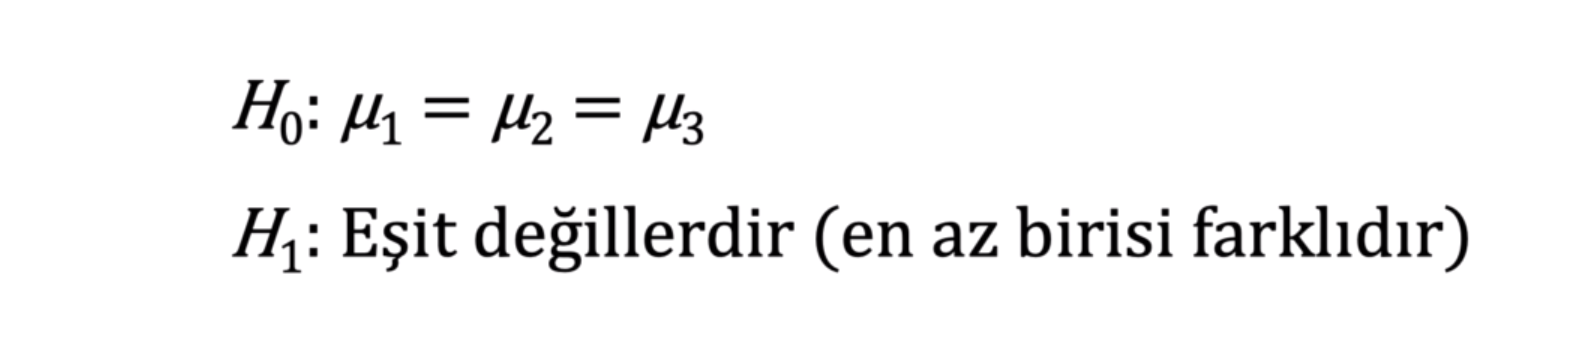 H₀: μ₁ = μ₂ = μ₃
H₁: Eşit değillerdir (en az birisi farklıdır)